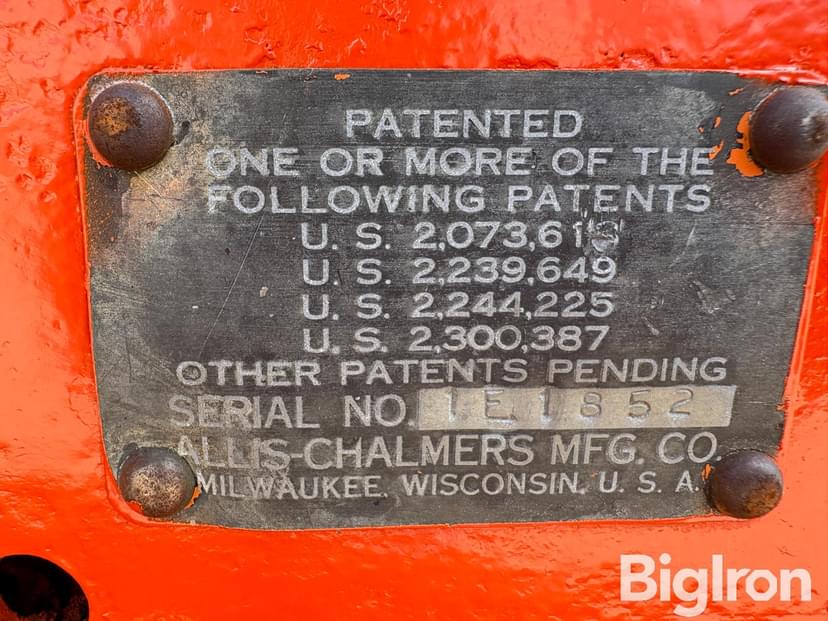 PATENTED
ONE OR MORE OF THE
FOLLOWING PATENTS
U. S.
U. S. 2,239,649
U. S. 2,244,225
U. S. 2,300,387
OTHER PATENTS PENDING
SERIAL NO. 1E1852
ALLIS-CHALMERS MFG. CO.
MILWAUKEE, WISCONSIN, U. S. A.
BigIron